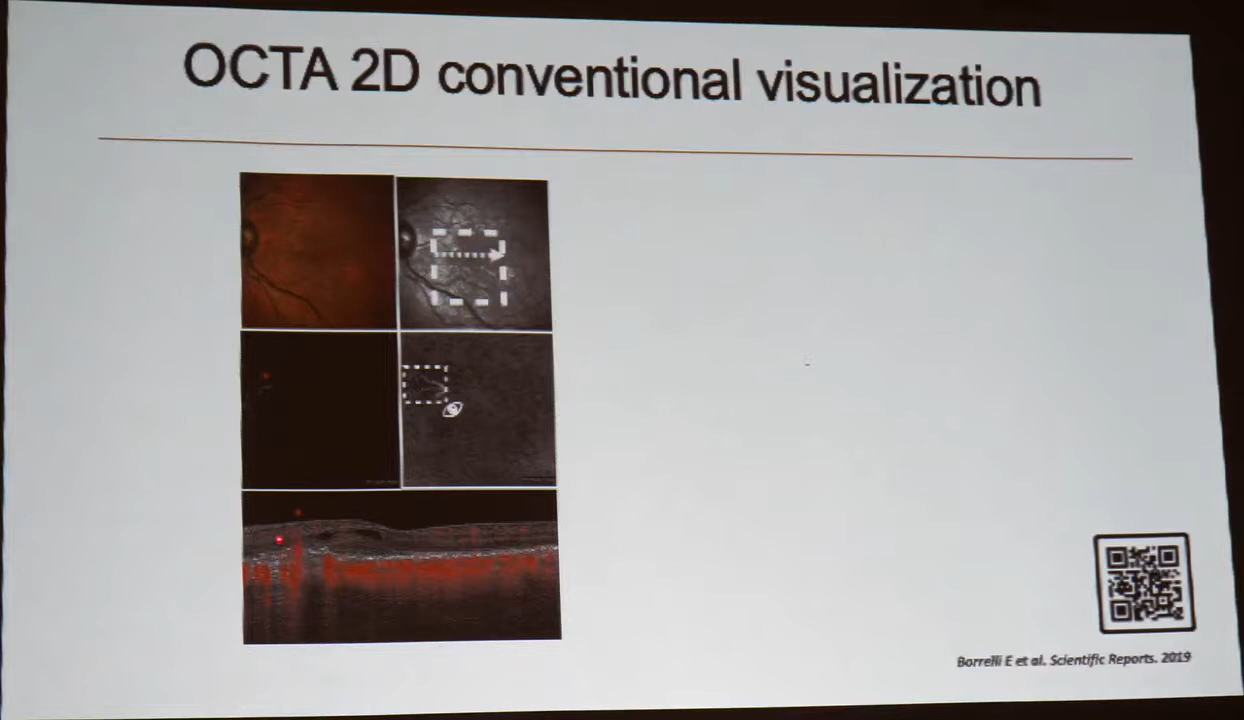 OCTA 2D conventional visualization
Borrelli E et al. Scientific Reports. 2019